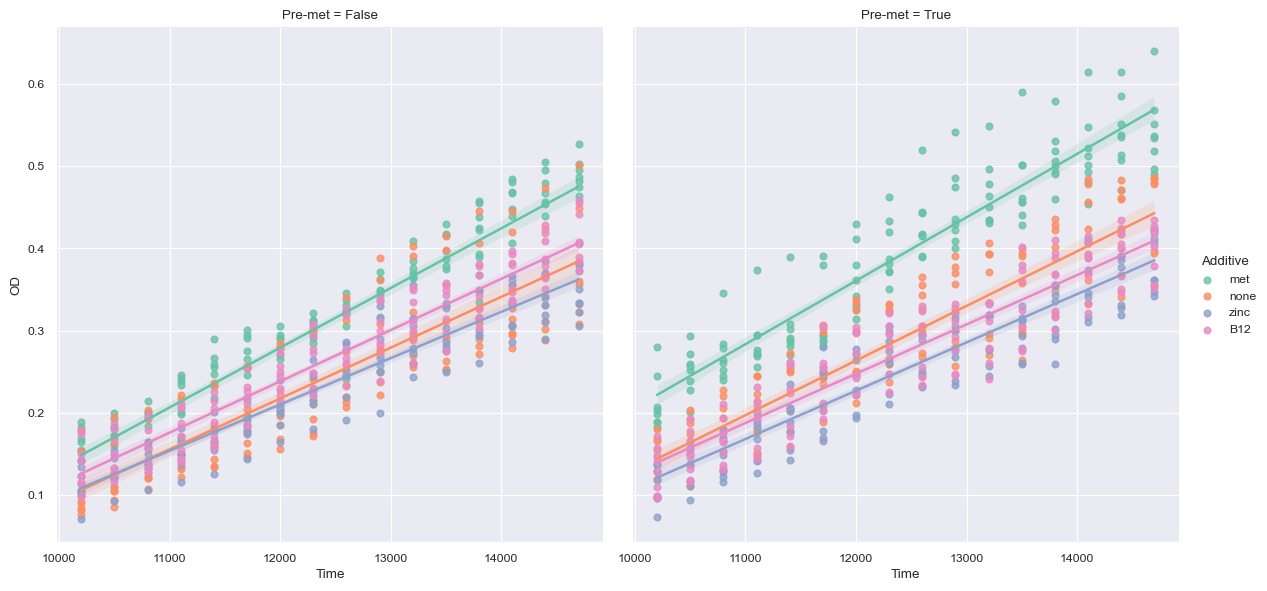 Pre-met = False
Pre-met = True
0.6
0.5
0.4
0.3
0.2
0.1
OD
10000 11000 12000 13000 14000
10000 11000 12000 13000 14000
Time
Time
Additive
met
none
zinc
B12